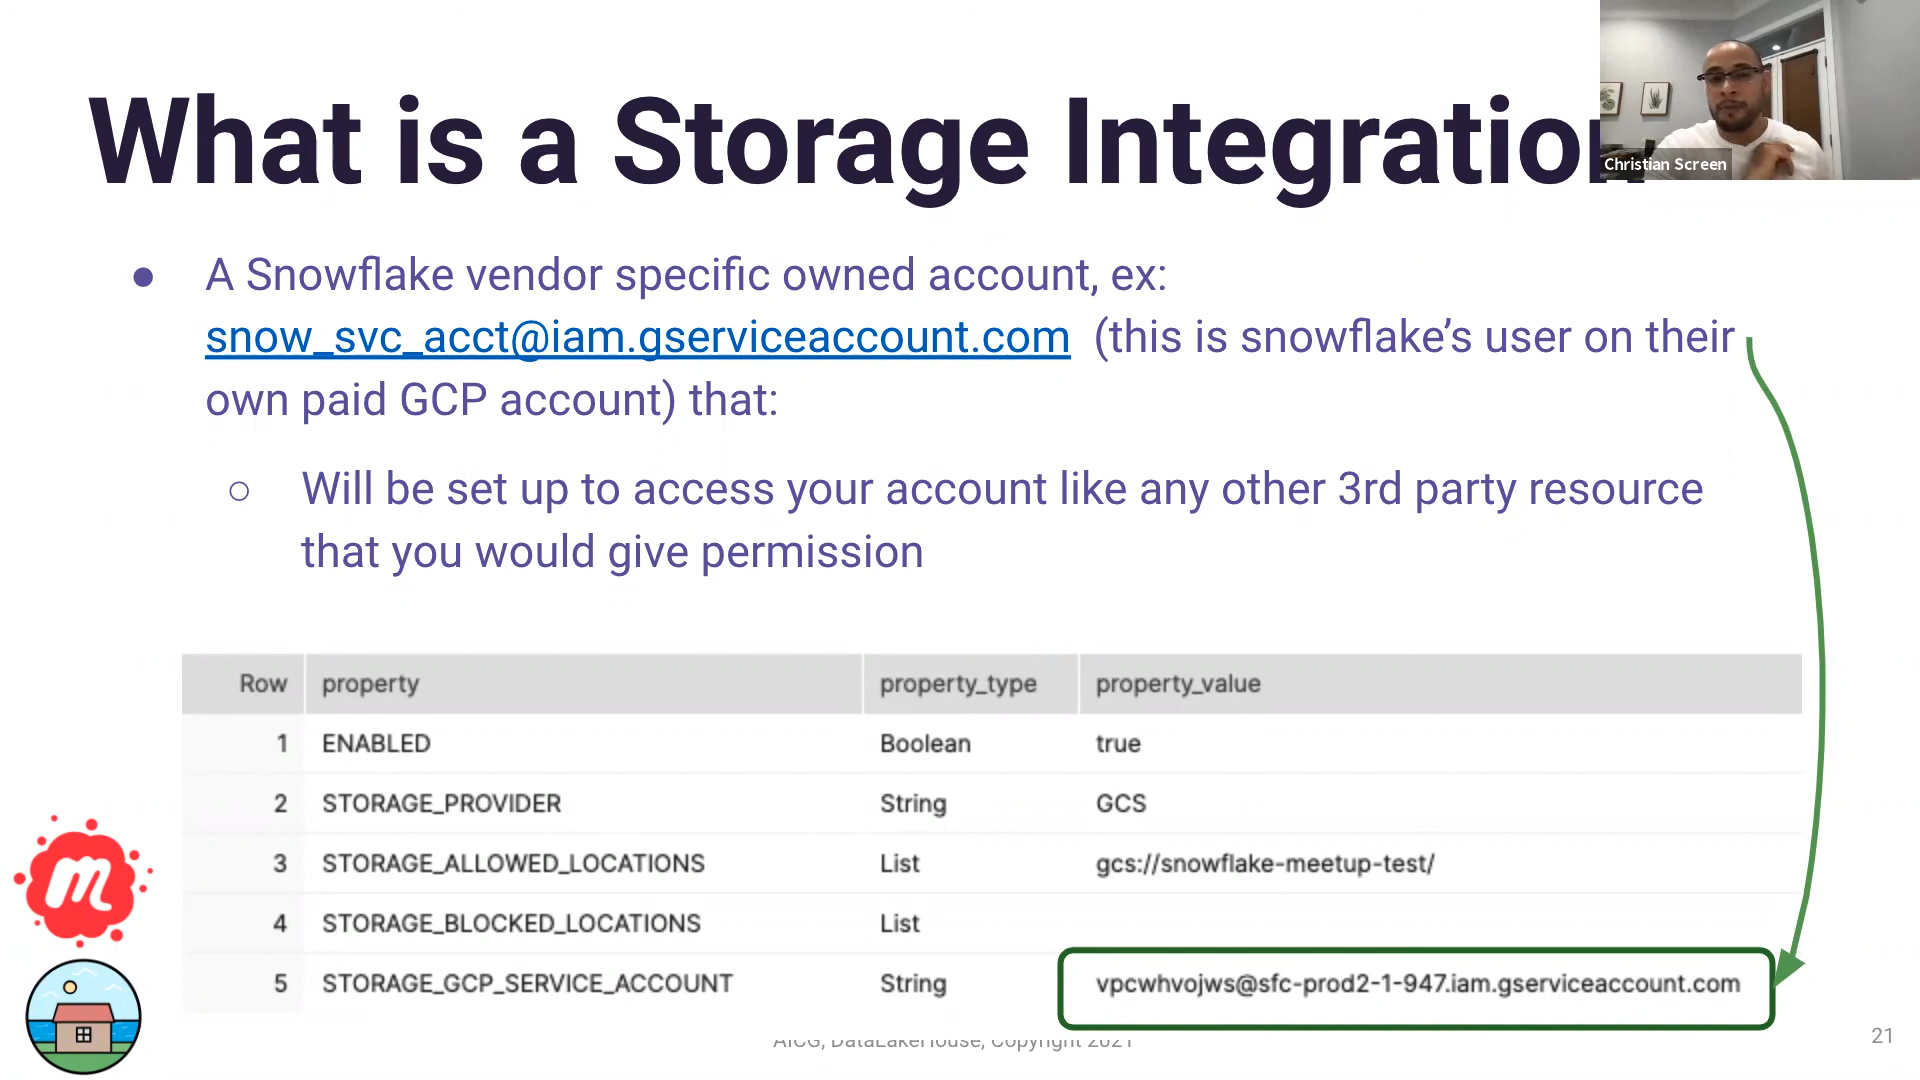 What is a Storage Integration
Christian Screen
● A Snowflake vendor specific owned account, ex:
snow_svc_acct@iam.gserviceaccount.com (this is snowflake’s user on their
own paid GCP account) that:
○ Will be set up to access your account like any other 3rd party resource
that you would give permission
Row property property_type property_value
1 ENABLED Boolean true
2 STORAGE_PROVIDER String GCS
3 STORAGE_ALLOWED_LOCATIONS List gcs://snowflake-meetup-test/
4 STORAGE_BLOCKED_LOCATIONS List
5 STORAGE_GCP_SERVICE_ACCOUNT String vpcwhvojws@sfc-prod2-1-947.iam.gserviceaccount.com
AICG, DataLakeHouse, Copyright 2021
21
m